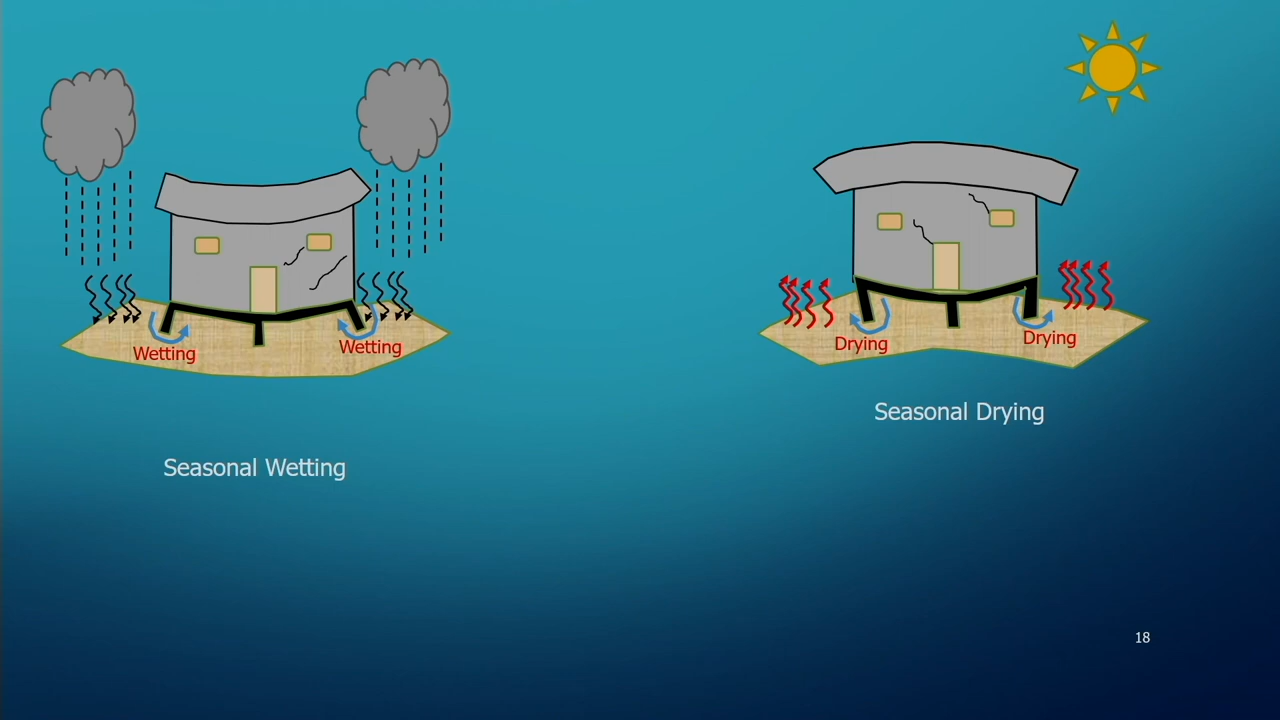 Wetting
Wetting
Seasonal Wetting
Drying
Drying
Seasonal Drying
18